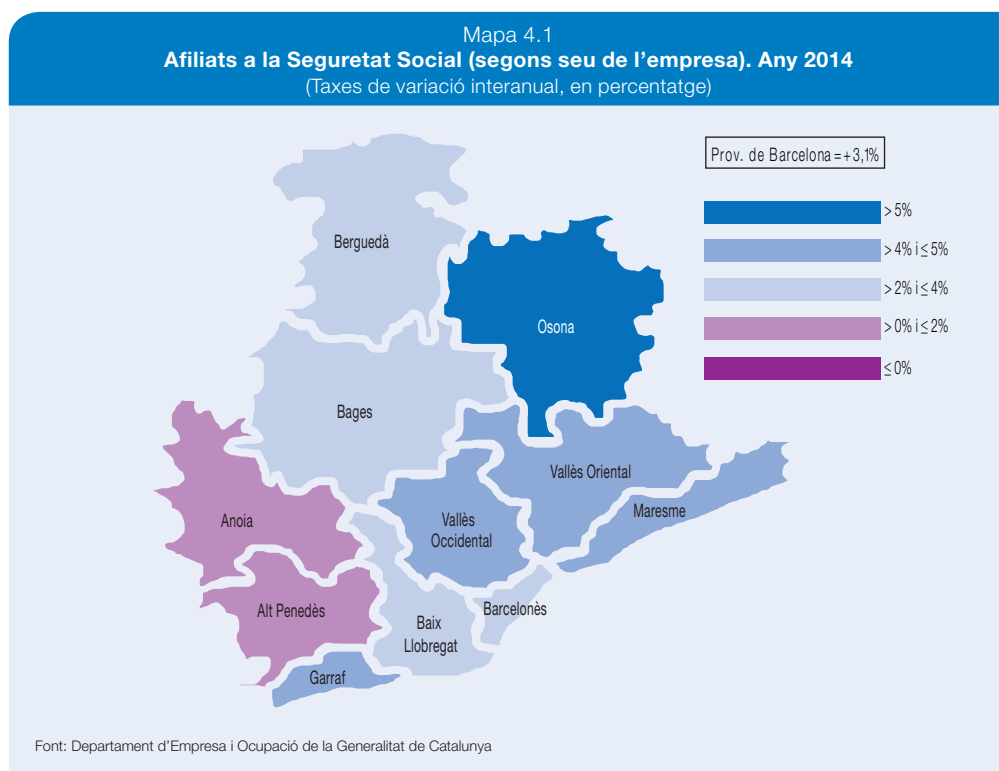 Mapa 4.1
Afiliats a la Seguretat Social (segons seu de l'empresa). Any 2014
(Taxes de variació interanual, en percentatge)
Prov. de Barcelona = +3,1%
> 5%
> 4% i ≤ 5%
> 2% i ≤ 4%
> 0% i ≤ 2%
≤ 0%
Berguedà
Osona
Bages
Vallès Oriental
Maresme
Anoia
Vallès
Occidental
Alt Penedès
Barcelonès
Baix
Llobregat
Garraf
Font: Departament d'Empresa i Ocupació de la Generalitat de Catalunya